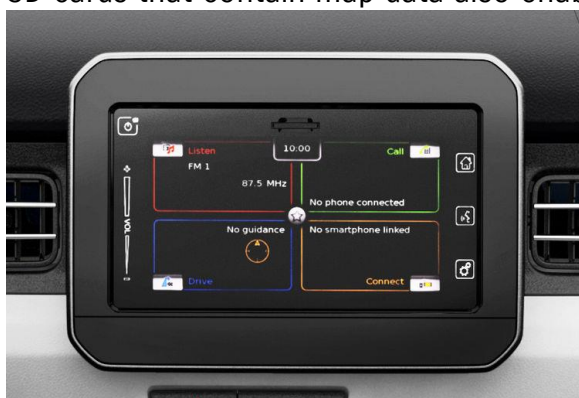 SD cards that contain map data also enab
Listen
10:00
Call
FM 1
87.5 MHz
No phone connected
VOL
No guidance
No smartphone linked
Drive
Connect